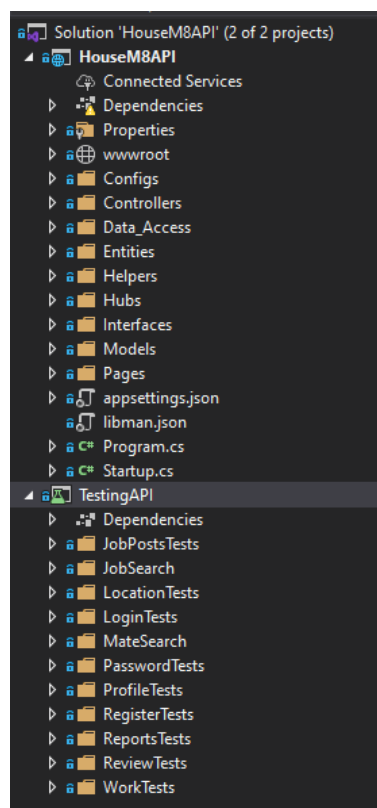 Solution 'HouseM8API' (2 of 2 projects)
HouseM8API
Connected Services
Dependencies
Properties
wwwroot
Configs
Controllers
Data_Access
Entities
Helpers
Hubs
Interfaces
Models
Pages
appsettings.json
libman.json
C# Program.cs
C# Startup.cs
TestingAPI
Dependencies
JobPostsTests
JobSearch
LocationTests
LoginTests
MateSearch
PasswordTests
ProfileTests
RegisterTests
ReportsTests
ReviewTests
WorkTests